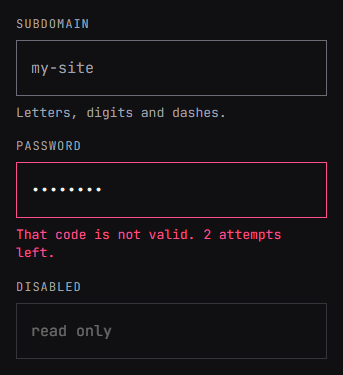 SUBDOMAIN
my-site
Letters, digits and dashes.
PASSWORD
••••••••
That code is not valid. 2 attempts
left.
DISABLED
read only